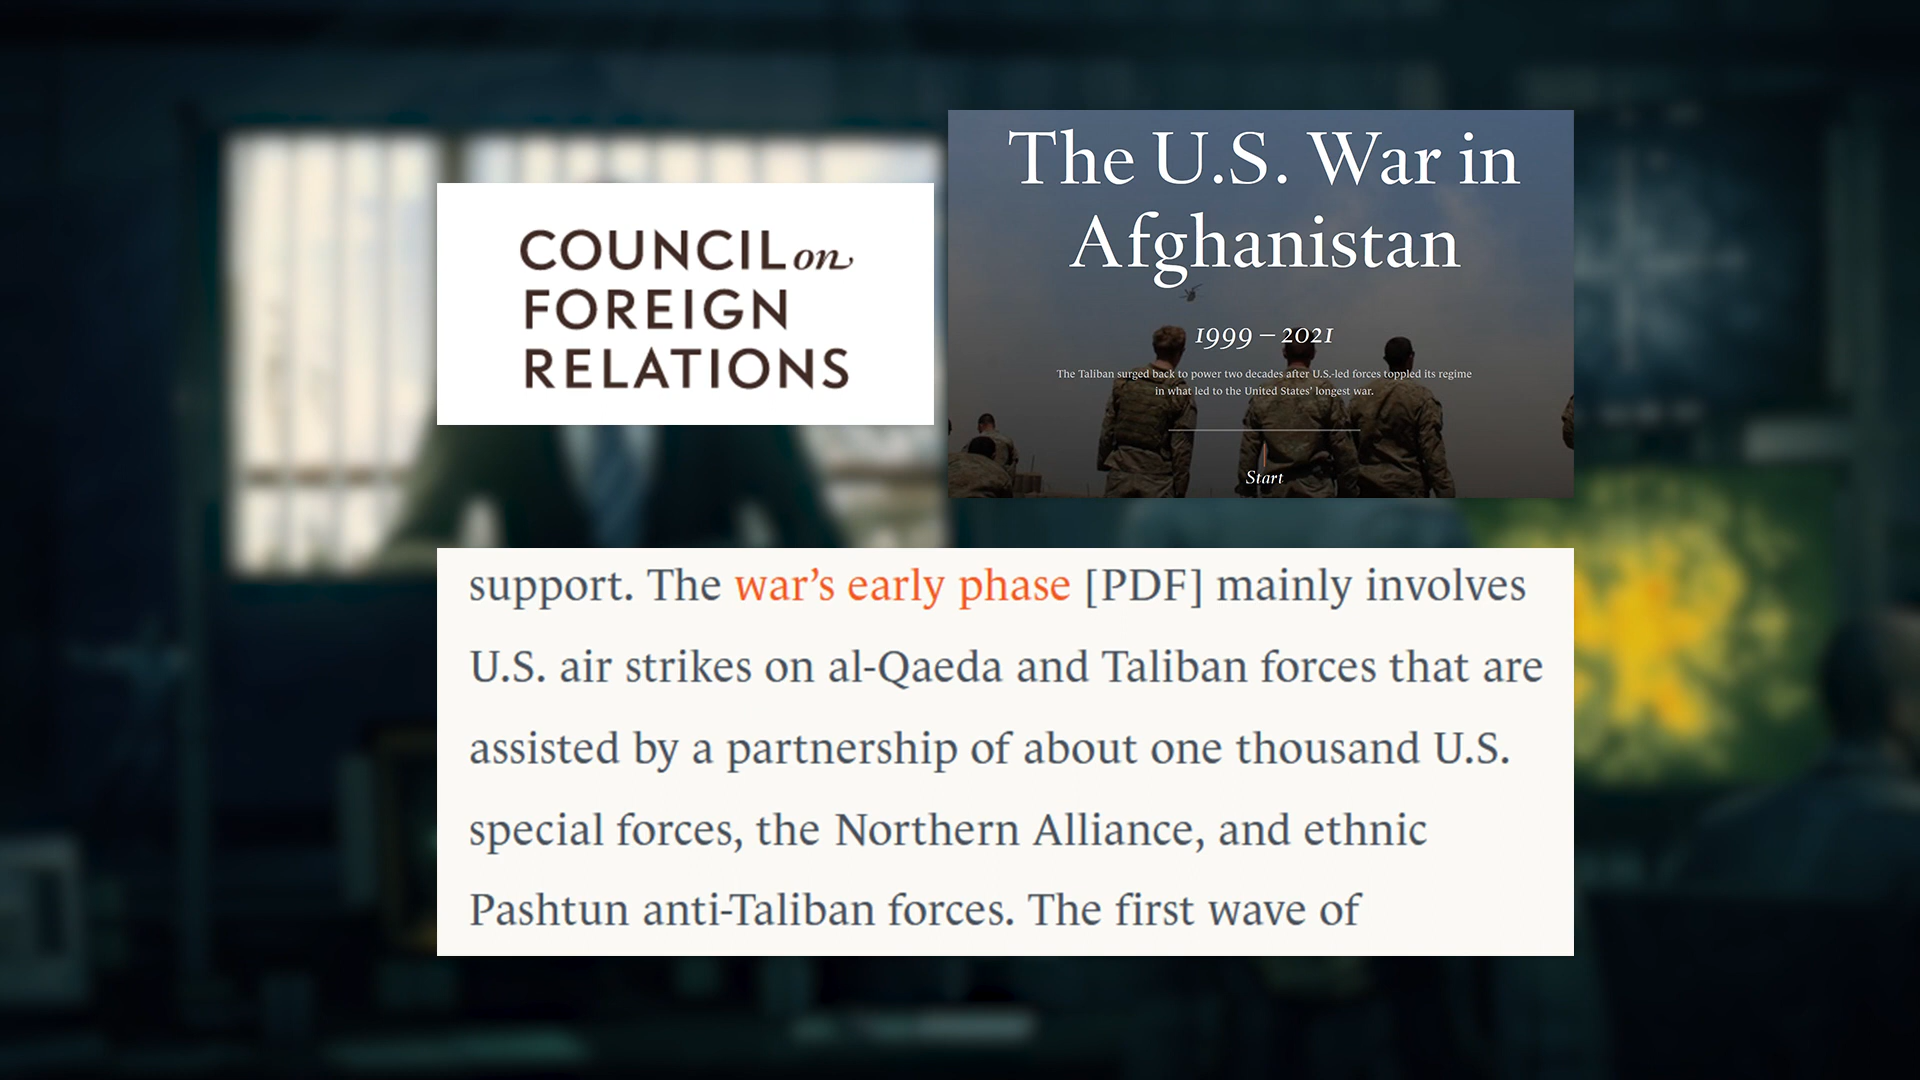 COUNCIL on
FOREIGN
RELATIONS
The U.S. War in
Afghanistan
1999 – 2021
The Taliban surged back to power two decades after U.S.-led forces toppled its regime
in what led to the United States’ longest war.
Start
support. The war’s early phase [PDF] mainly involves
U.S. air strikes on al-Qaeda and Taliban forces that are
assisted by a partnership of about one thousand U.S.
special forces, the Northern Alliance, and ethnic
Pashtun anti-Taliban forces. The first wave of